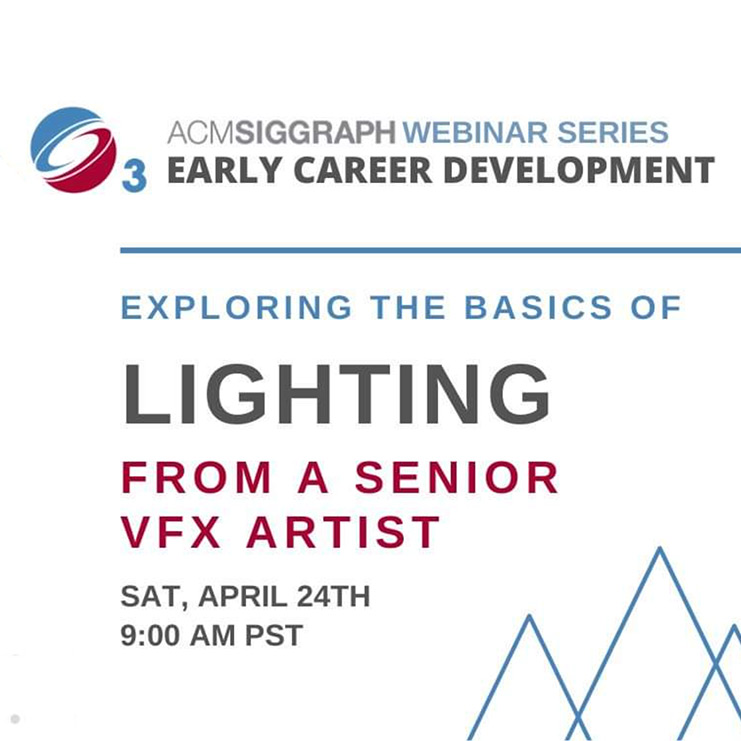 ACMSIGGRAPH WEBINAR SERIES
3 EARLY CAREER DEVELOPMENT
EXPLORING THE BASICS OF
LIGHTING
FROM A SENIOR
VFX ARTIST
SAT, APRIL 24TH
9:00 AM PST